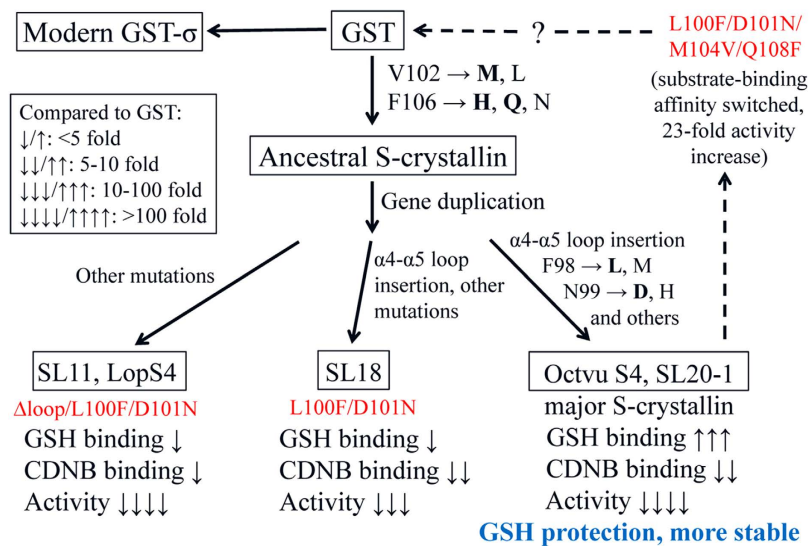 Modern GST-σ
GST
?
L100F/D101N/
M104V/Q108F
(substrate-binding
affinity switched,
23-fold activity
increase)
V102 → M, L
F106 → H, Q, N
Compared to GST:
↓/↑: <5 fold
↓↓/↑↑: 5-10 fold
↓↓↓/↑↑↑: 10-100 fold
↓↓↓↓/↑↑↑↑: >100 fold
Ancestral S-crystallin
Gene duplication
Other mutations
α4-α5 loop
insertion, other
mutations
α4-α5 loop insertion
F98 → L, M
N99 → D, H
and others
SL11, LopS4
Δloop/L100F/D101N
GSH binding ↓
CDNB binding ↓
Activity ↓↓↓↓
SL18
L100F/D101N
GSH binding ↓
CDNB binding ↓↓
Activity ↓↓↓
Octvu S4, SL20-1
major S-crystallin
GSH binding ↑↑↑
CDNB binding ↓↓
Activity ↓↓↓↓
GSH protection, more stable